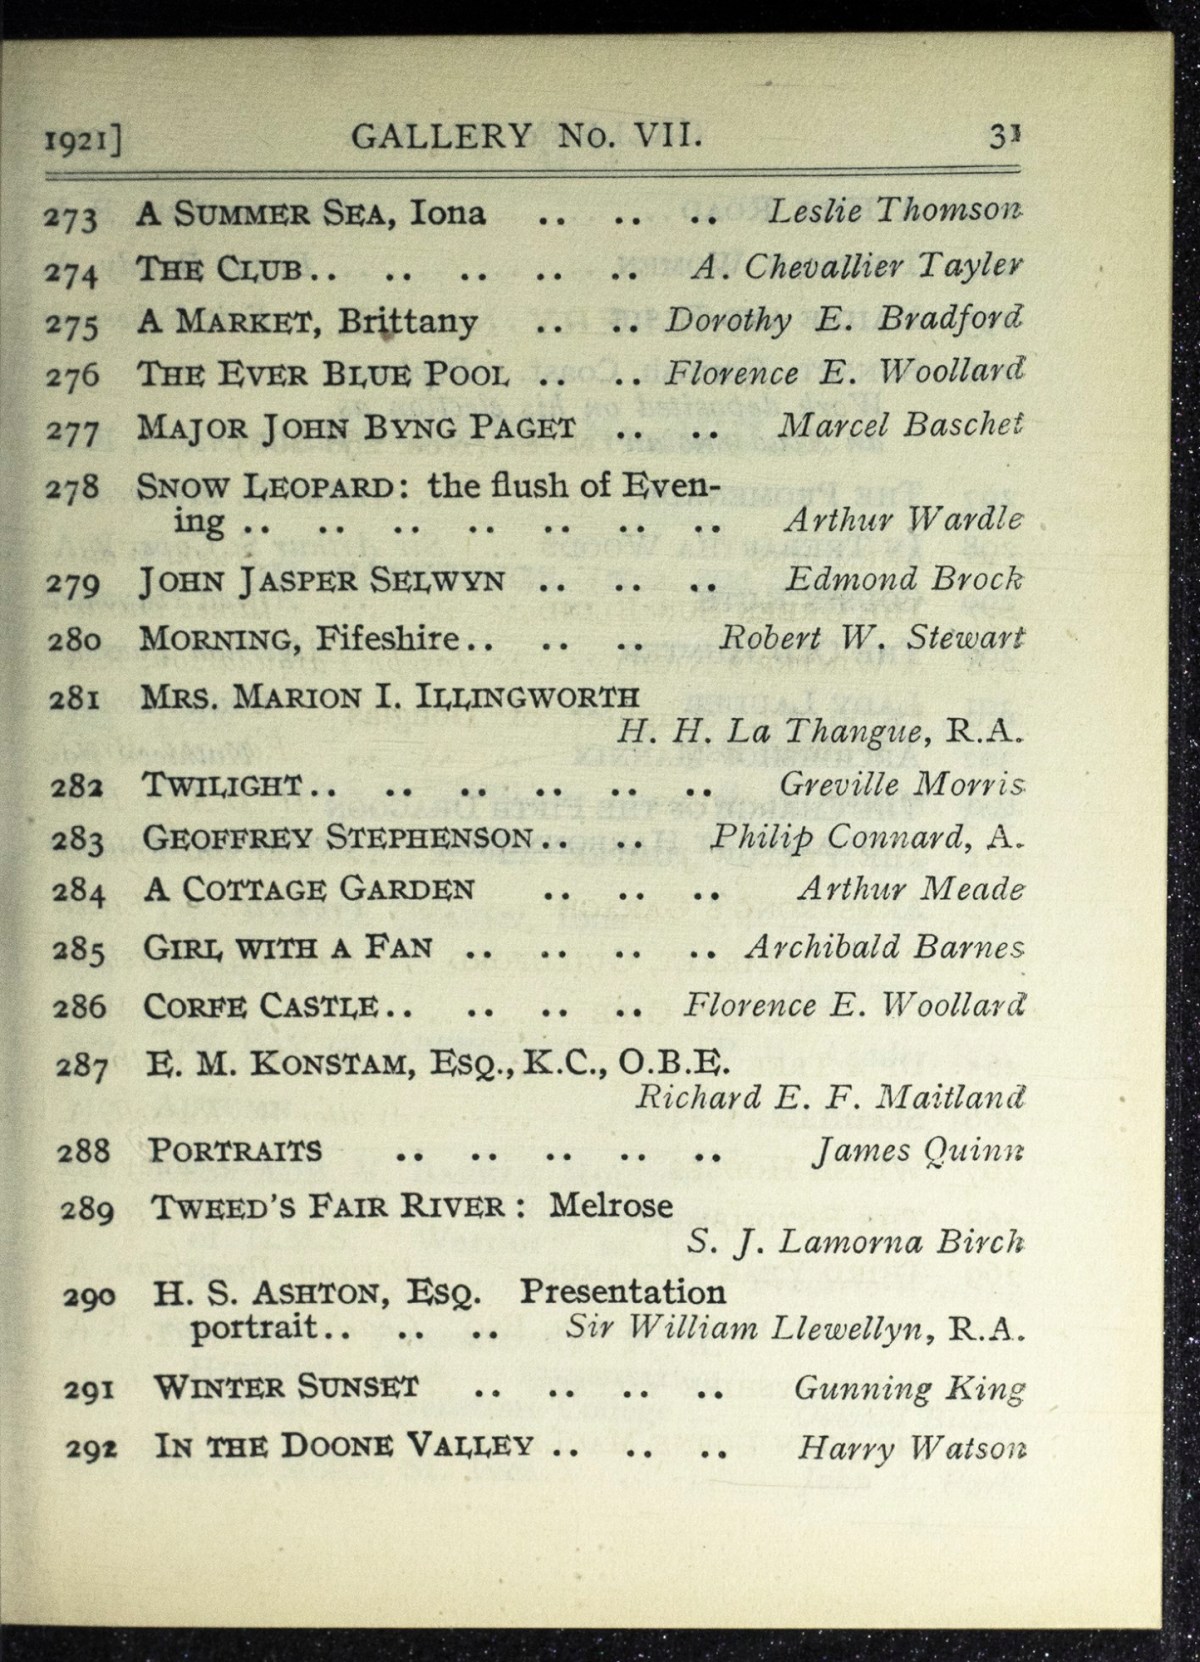 1921] GALLERY No. VII. 31
273 A SUMMER SEA, Iona .. .. .. Leslie Thomson
274 THE CLUB.. .. .. .. .. A. Chevallier Tayler
275 A MARKET, Brittany .. .. Dorothy E. Bradford
276 THE EVER BLUE POOL .. .. Florence E. Woollard
277 MAJOR JOHN BYNG PAGET .. .. Marcel Baschet
278 SNOW LEOPARD: the flush of Even-
ing .. .. .. .. .. .. .. Arthur Wardle
279 JOHN JASPER SELWYN .. .. .. Edmond Brock
280 MORNING, Fifeshire.. .. .. Robert W. Stewart
281 MRS. MARION I. ILLINGWORTH
H. H. La Thangue, R.A.
282 TWILIGHT.. .. .. .. .. .. Greville Morris
283 GEOFFREY STEPHENSON.. .. Philip Connard, A.
284 A COTTAGE GARDEN .. .. .. Arthur Meade
285 GIRL WITH A FAN .. .. .. .. Archibald Barnes
286 CORFE CASTLE.. .. .. .. Florence E. Woollard
287 E. M. KONSTAM, ESQ., K.C., O.B.E.
Richard E. F. Maitland
288 PORTRAITS .. .. .. .. .. James Quinn
289 TWEED'S FAIR RIVER: Melrose
S. J. Lamorna Birch
290 H. S. ASHTON, ESQ. Presentation
portrait.. .. .. Sir William Llewellyn, R.A.
291 WINTER SUNSET .. .. .. .. Gunning King
292 IN THE DOONE VALLEY .. .. .. Harry Watson